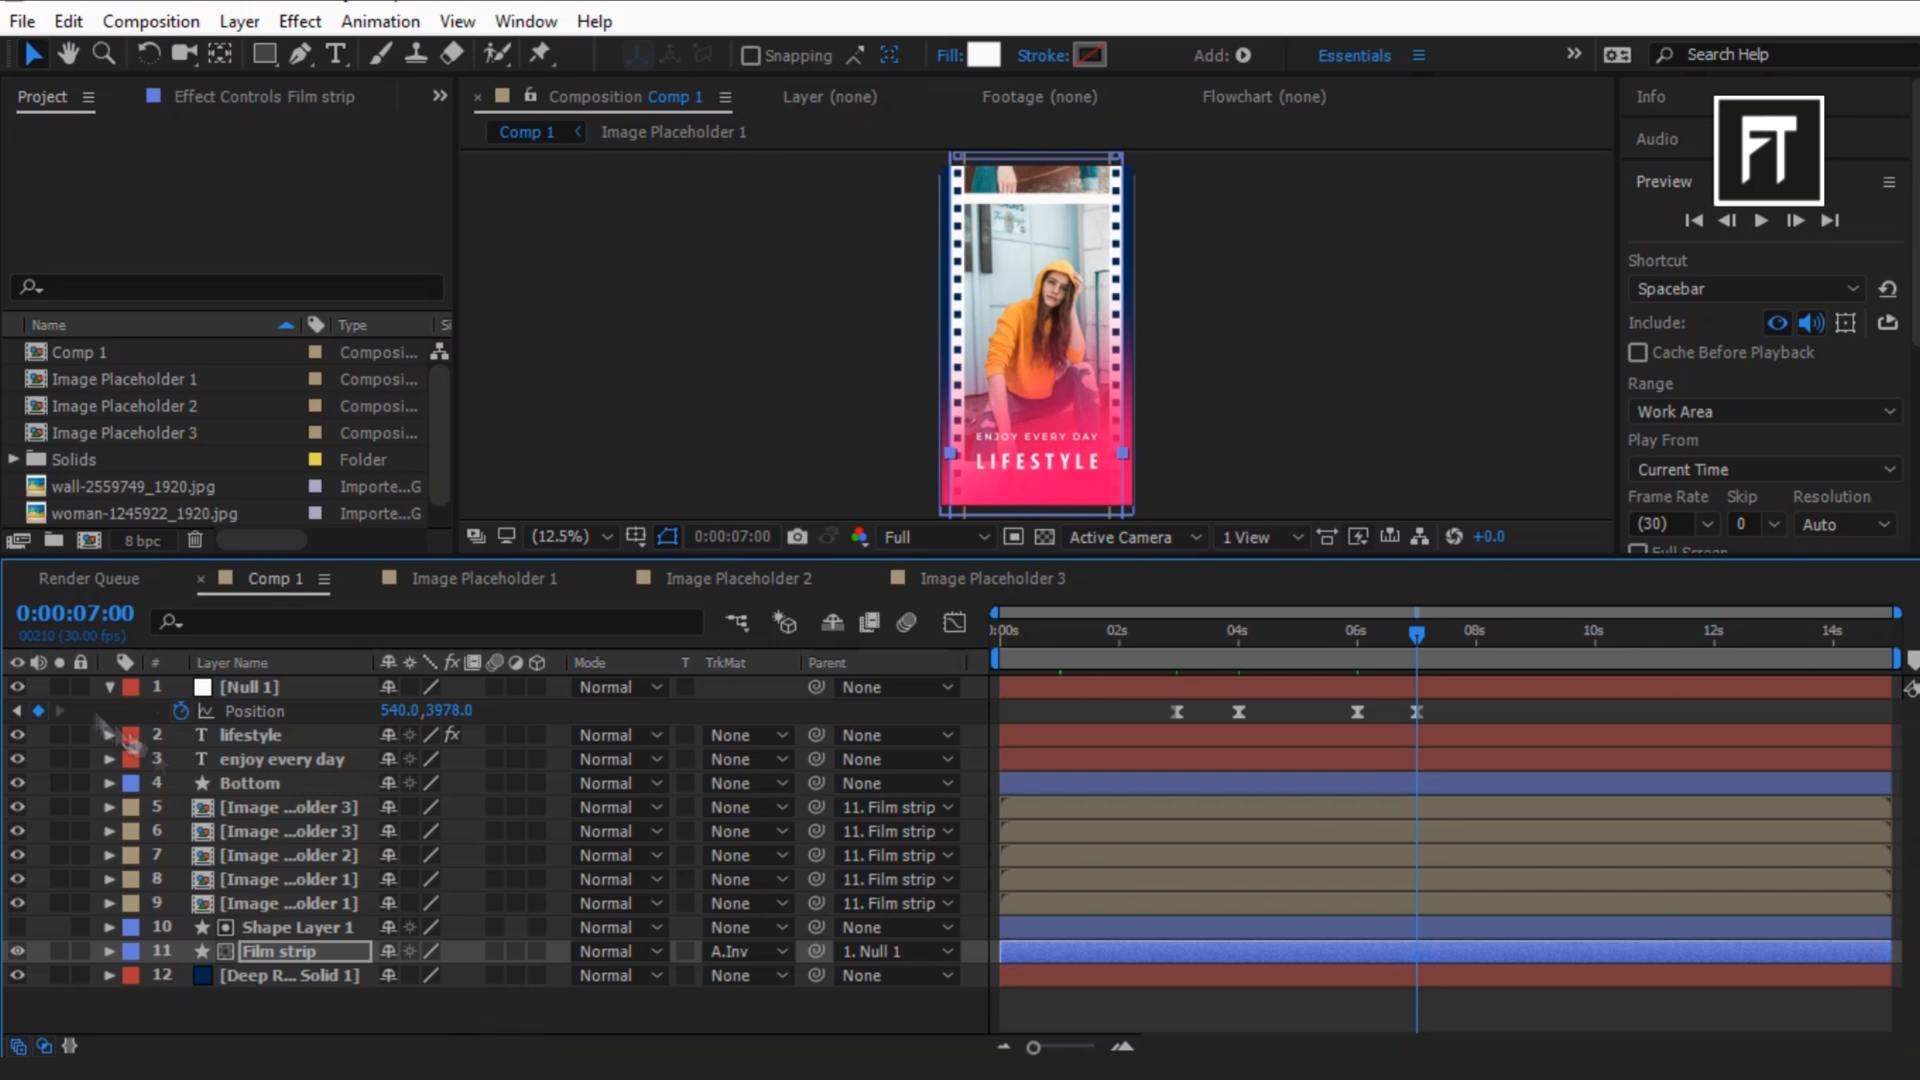 File Edit Composition Layer Effect Animation View Window Help
Snapping Fill: Stroke: Add: Essentials Search Help
Project Effect Controls Film strip
Composition Comp 1 Layer (none) Footage (none) Flowchart (none)
Comp 1 Image Placeholder 1
Info
Audio
Preview
FT
Shortcut
Spacebar
Include:
Cache Before Playback
Range
Work Area
Play From
Current Time
Frame Rate Skip Resolution
(30) 0 Auto
Full Screen
Name Type Si
Comp 1 Composi...
Image Placeholder 1 Composi...
Image Placeholder 2 Composi...
Image Placeholder 3 Composi...
Solids Folder
wall-2559749_1920.jpg Importe...G
woman-1245922_1920.jpg Importe...G
8 bpc
ENJOY EVERY DAY
LIFESTYLE
(12.5%) 0:00:07:00 Full Active Camera 1 View +0.0
Render Queue Comp 1 Image Placeholder 1 Image Placeholder 2 Image Placeholder 3
0:00:07:00
00210 (30.00 fps)
):00s 02s 04s 06s 08s 10s 12s 14s
# Layer Name fx Mode T TrkMat Parent
1 [Null 1] Normal None
Position 540.0,3978.0
2 T lifestyle fx Normal None None
3 T enjoy every day Normal None None
4 Bottom Normal None None
5 [Image ...older 3] Normal None 11. Film strip
6 [Image ...older 3] Normal None 11. Film strip
7 [Image ...older 2] Normal None 11. Film strip
8 [Image ...older 1] Normal None 11. Film strip
9 [Image ...older 1] Normal None 11. Film strip
10 Shape Layer 1 Normal None None
11 Film strip Normal A.Inv 1. Null 1
12 [Deep R... Solid 1] Normal None None